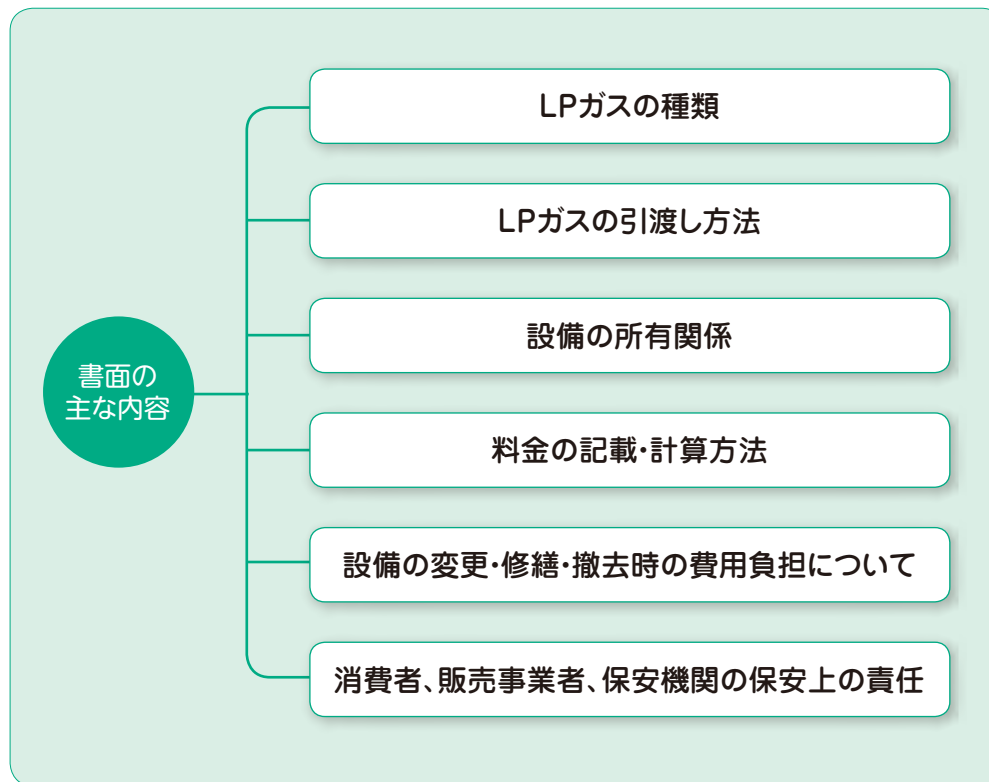 LPガスの種類
LPガスの引渡し方法
設備の所有関係
書面の
主な内容
料金の記載・計算方法
設備の変更・修繕・撤去時の費用負担について
消費者、販売事業者、保安機関の保安上の責任